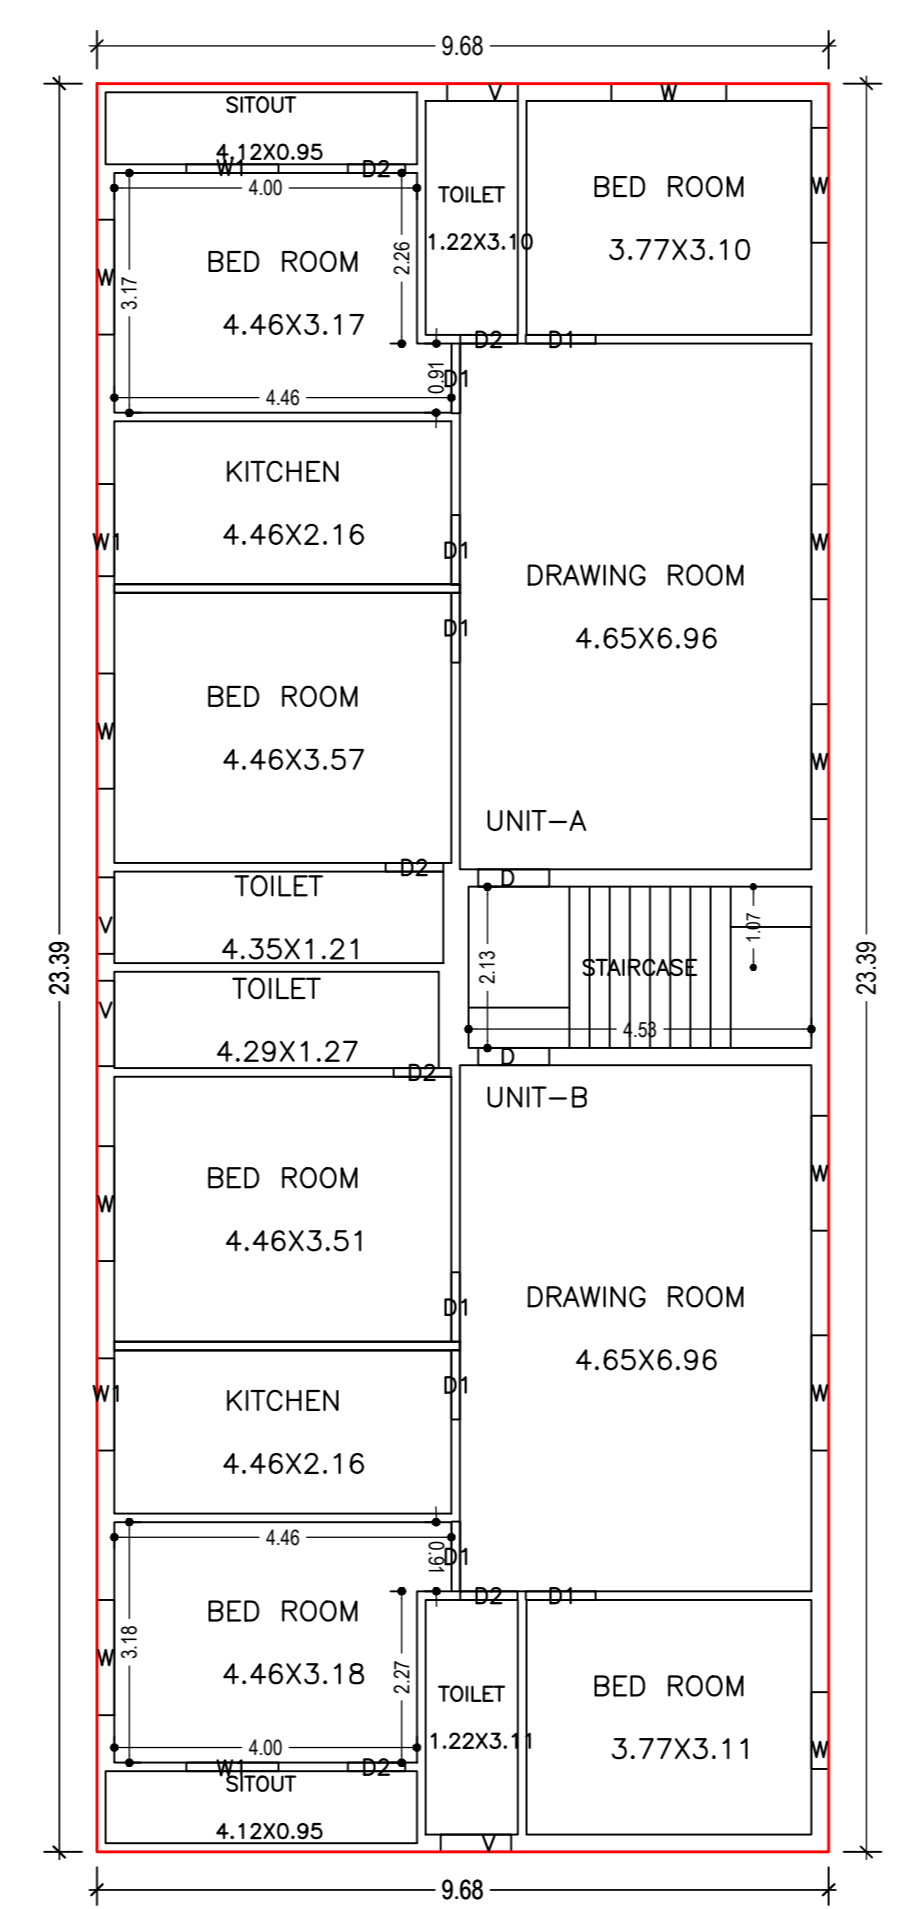 9.68
V
W
SITOUT
4.12X0.95
W1
D2
4.00
TOILET
1.22X3.10
BED ROOM
3.77X3.10
W
BED ROOM
4.46X3.17
2.26
3.17
W
D2
D1
0.91
D1
4.46
KITCHEN
4.46X2.16
W1
D1
W
DRAWING ROOM
4.65X6.96
D1
BED ROOM
4.46X3.57
W
W
UNIT-A
D2
D
TOILET
4.35X1.21
V
23.39
23.39
2.13
STAIRCASE
1.07
4.53
TOILET
4.29X1.27
V
D2
D
UNIT-B
BED ROOM
4.46X3.51
W
W
DRAWING ROOM
4.65X6.96
D1
KITCHEN
4.46X2.16
W1
D1
W
4.46
0.91
D1
D2
D1
BED ROOM
4.46X3.18
3.18
2.27
W
TOILET
1.22X3.11
BED ROOM
3.77X3.11
W
4.00
W1
D2
SITOUT
4.12X0.95
V
9.68